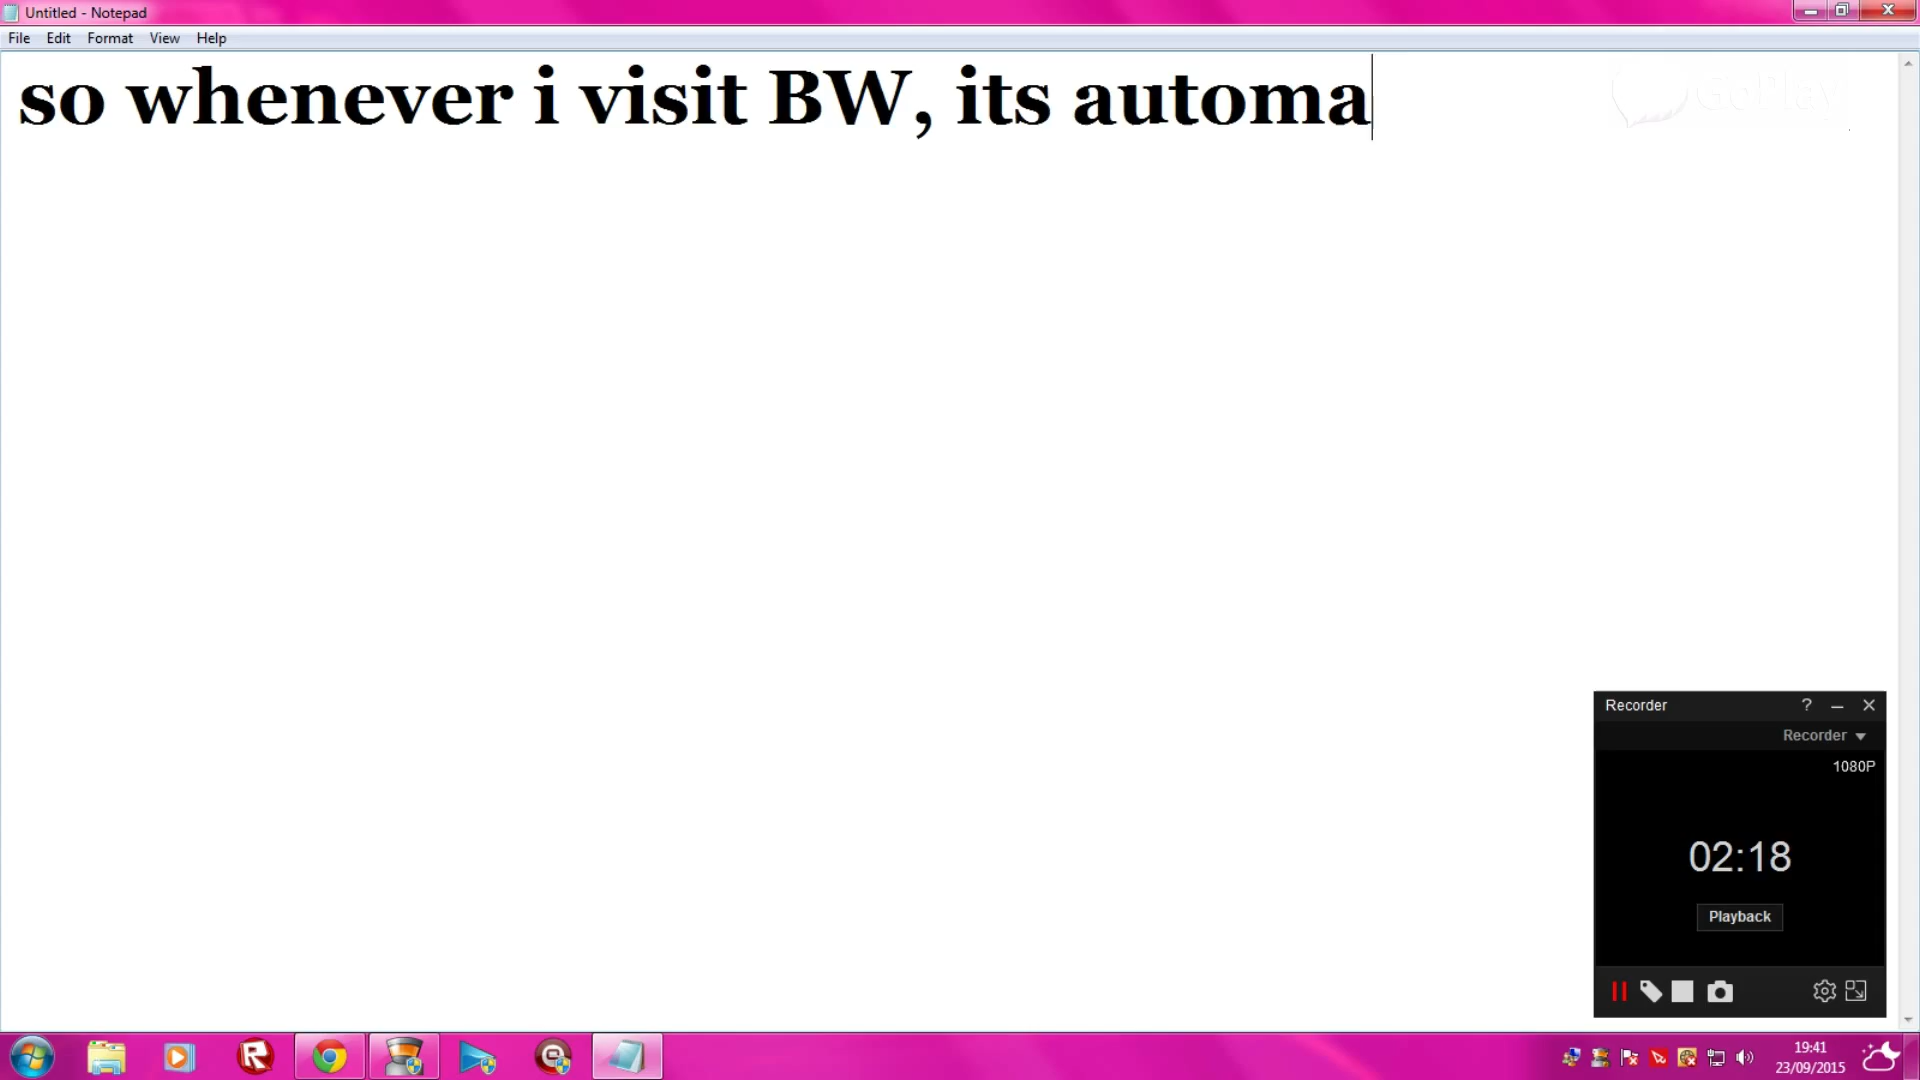 Untitled - Notepad
File Edit Format View Help
so whenever i visit BW, its automa
GoPlay
Recorder ?
Recorder
1080P
02:18
Playback
19:41
23/09/2015